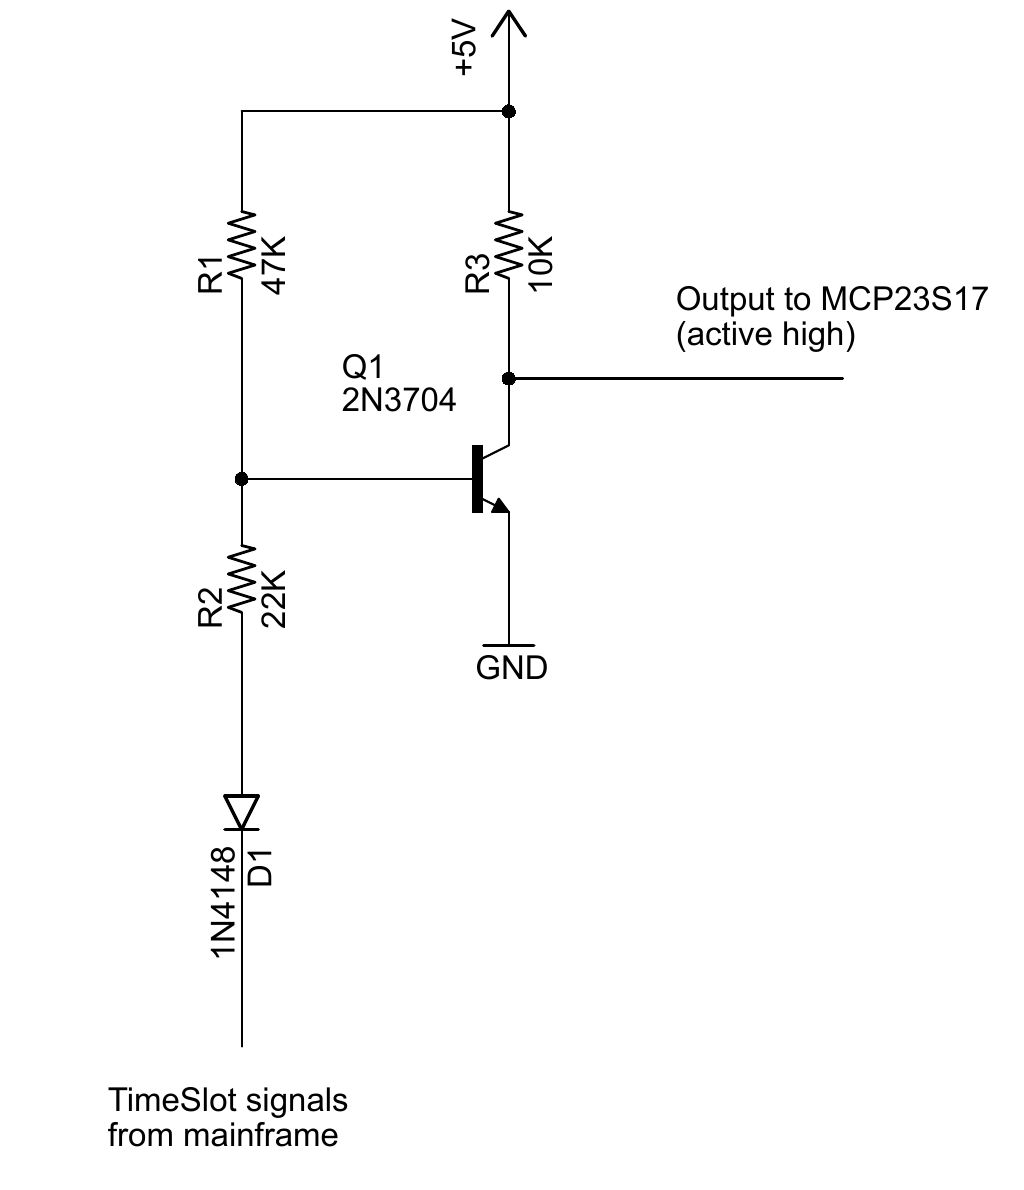 +5V
R1
47K
R3
10K
Output to MCP23S17
(active high)
Q1
2N3704
R2
22K
GND
1N4148
D1
TimeSlot signals
from mainframe